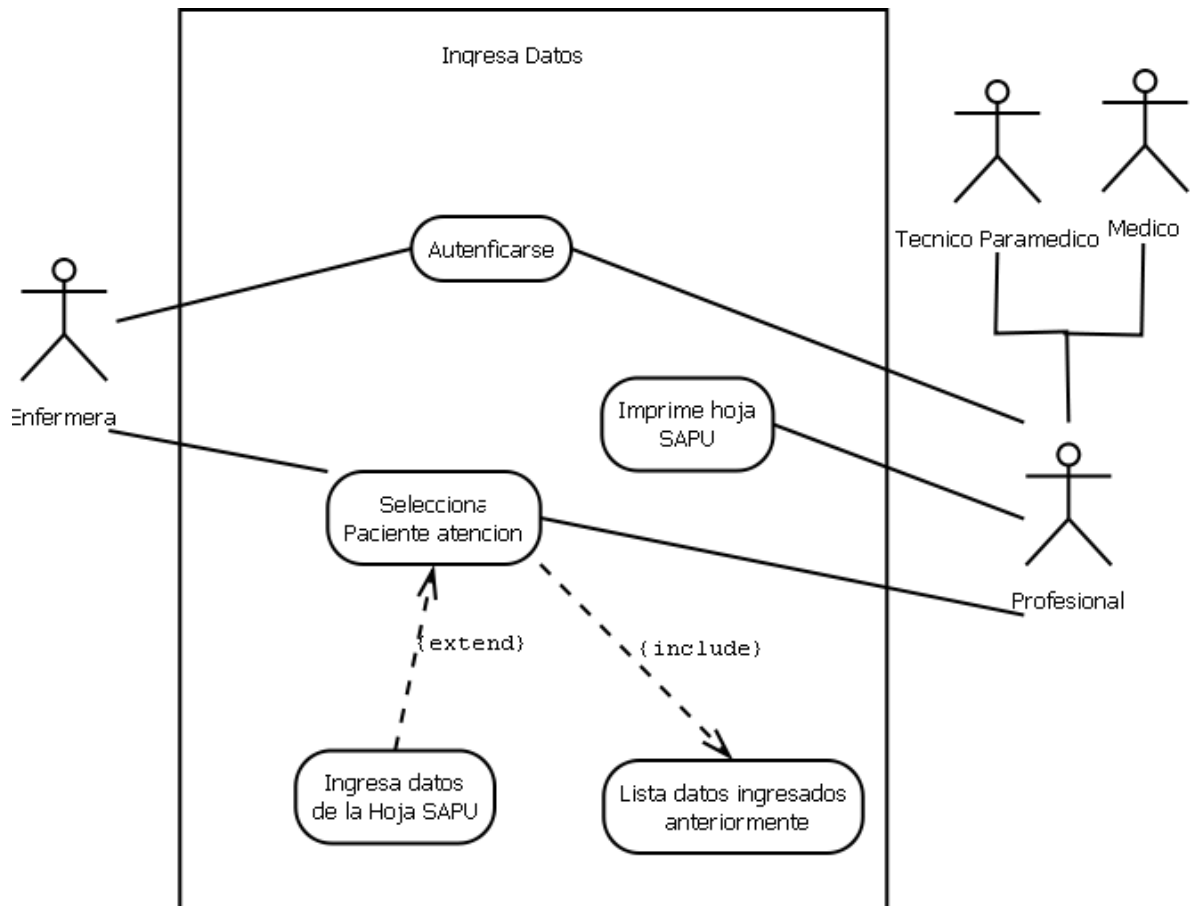 Ingresa Datos
Tecnico Paramedico
Medico
Autenficarse
Enfermera
Imprime hoja
SAPU
Selecciona
Paciente atencion
Profesional
{extend}
{include}
Ingresa datos
de la Hoja SAPU
Lista datos ingresados
anteriormente